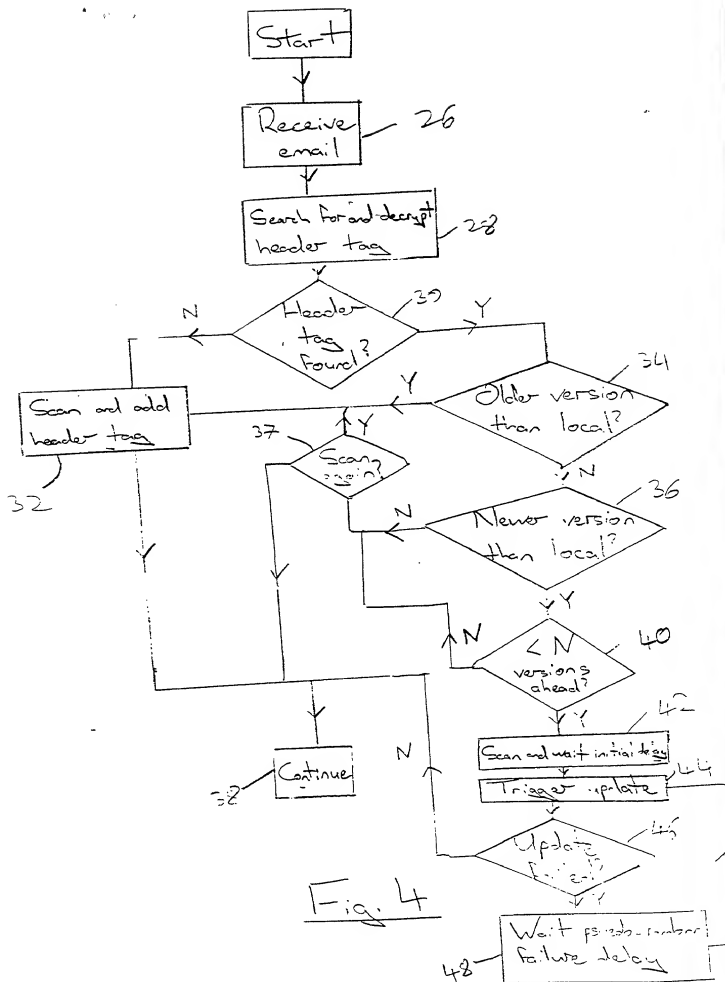 Start
Receive
email
26
Search for and decrypt
header tag
28
Header
tag
Found?
39
N
Y
Older version
than local?
34
Y
N
Scan and add
header tag
32
Scan
again?
37
Y
Newer version
than local?
36
N
Y
< N
versions
ahead?
40
N
Y
Scan and wait initial delay
42
Trigger update
44
Continue
38
N
Update
46
Y
Wait
failure delay
48
Fig. 4